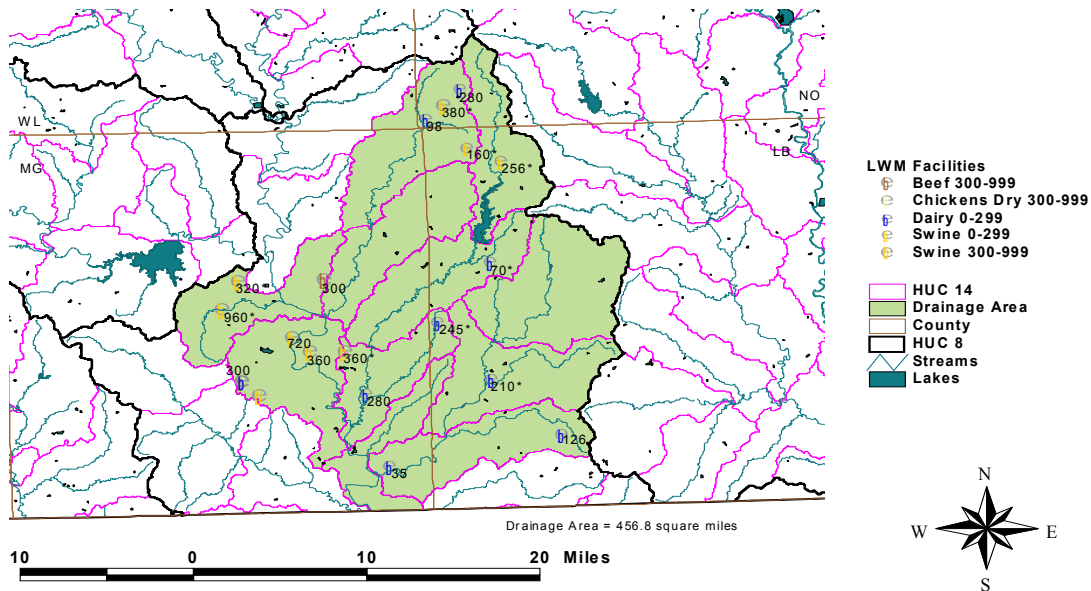 280
380*
98
NO
WL
160*
LB
256*
MG
70*
320
300
960*
245*
720
360
360*
300
210*
280
126
35
Drainage Area = 456.8 square miles
10 0 10 20 Miles
LWM Facilities
Beef 300-999
Chickens Dry 300-999
Dairy 0-299
Swine 0-299
Swine 300-999
HUC 14
Drainage Area
County
HUC 8
Streams
Lakes
N
W E
S